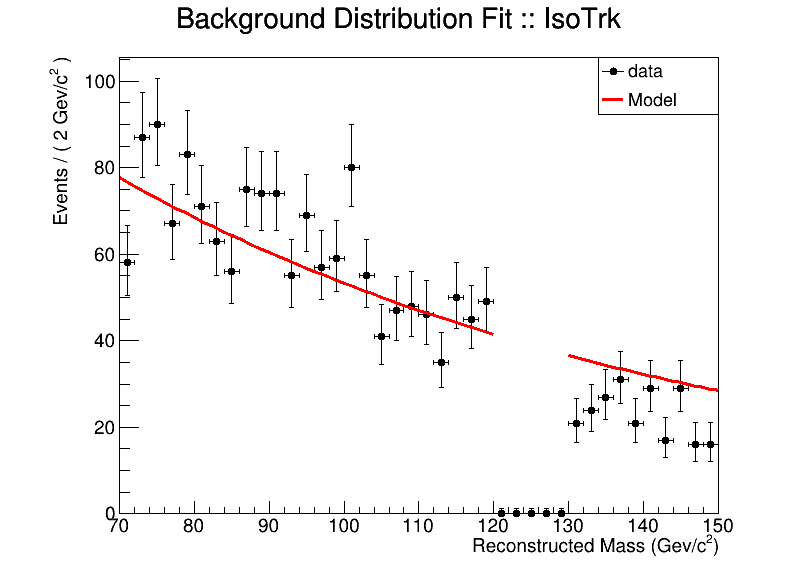 Background Distribution Fit :: IsoTrk
Events / ( 2 Gev/c² )
100
80
60
40
20
0
data
Model
70 80 90 100 110 120 130 140 150
Reconstructed Mass (Gev/c²)